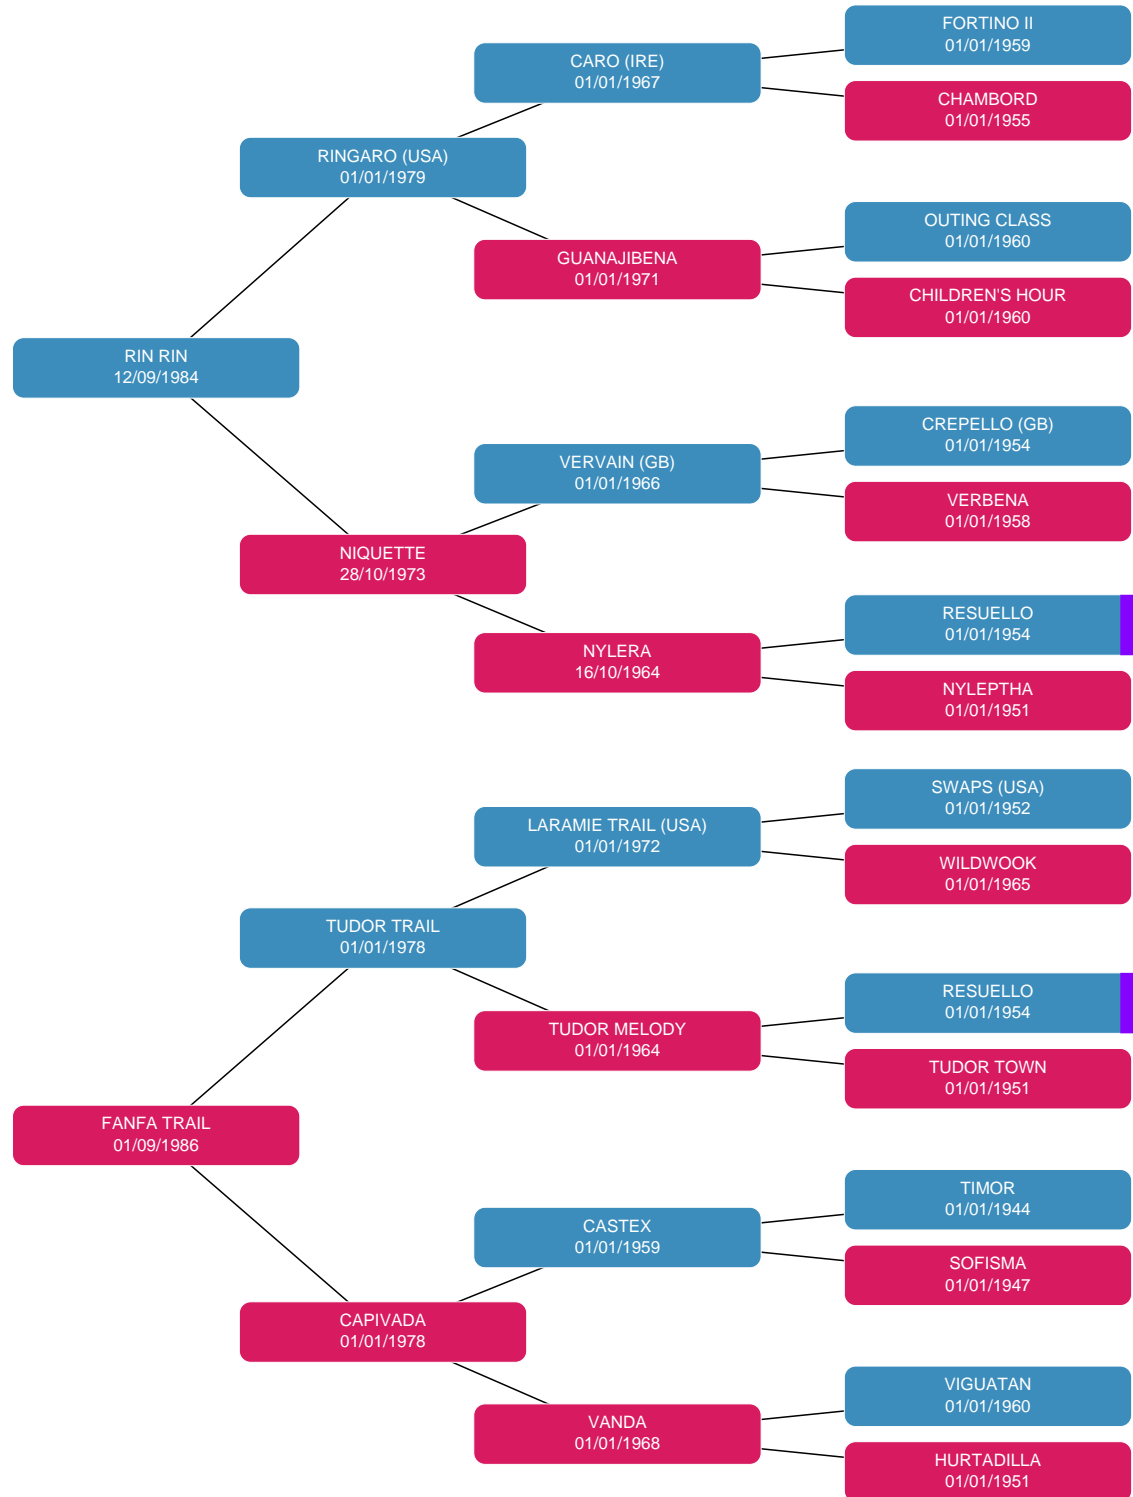 FORTINO II
01/01/1959
CARO (IRE)
01/01/1967
CHAMBORD
01/01/1955
RINGARO (USA)
01/01/1979
OUTING CLASS
01/01/1960
GUANAJIBENA
01/01/1971
CHILDREN'S HOUR
01/01/1960
RIN RIN
12/09/1984
CREPELLO (GB)
01/01/1954
VERVAIN (GB)
01/01/1966
VERBENA
01/01/1958
NIQUETTE
28/10/1973
RESUELLO
01/01/1954
NYLERA
16/10/1964
NYLEPTHA
01/01/1951
SWAPS (USA)
01/01/1952
LARAMIE TRAIL (USA)
01/01/1972
WILDWOOK
01/01/1965
TUDOR TRAIL
01/01/1978
RESUELLO
01/01/1954
TUDOR MELODY
01/01/1964
TUDOR TOWN
01/01/1951
FANFA TRAIL
01/09/1986
TIMOR
01/01/1944
CASTEX
01/01/1959
SOFISMA
01/01/1947
CAPIVADA
01/01/1978
VIGUATAN
01/01/1960
VANDA
01/01/1968
HURTADILLA
01/01/1951